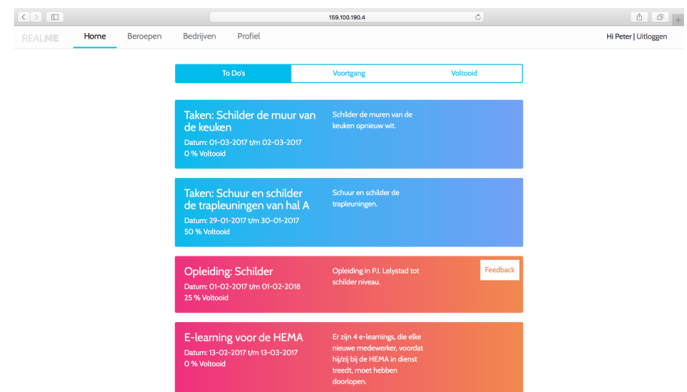 159.100.190.4
REALME Home Beroepen Bedrijven Profiel Hi Peter | Uitloggen
To Do's Voortgang Voltooid
Taken: Schilder de muur van
de keuken
Datum: 01-03-2017 t/m 02-03-2017
0 % Voltooid
Schilder de muren van de
keuken opnieuw wit.
Taken: Schuur en schilder
de trapleuningen van hal A
Datum: 29-01-2017 t/m 30-01-2017
50 % Voltooid
Schuur en schilder de
trapleuningen.
Opleiding: Schilder
Datum: 01-02-2017 t/m 01-02-2018
25 % Voltooid
Opleiding in P.I. Lelystad tot
schilder niveau.
Feedback
E-learning voor de HEMA
Datum: 13-02-2017 t/m 13-03-2017
0 % Voltooid
Er zijn 4 e-learnings, die elke
nieuwe medewerker, voordat
hij/zij bij de HEMA in dienst
treedt, moet hebben
doorlopen.